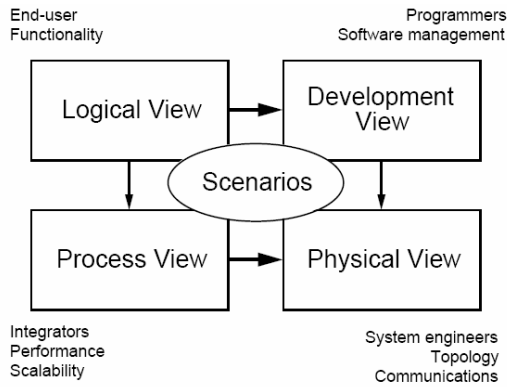 End-user
Functionality
Programmers
Software management
Logical View
Development
View
Scenarios
Process View
Physical View
Integrators
Performance
Scalability
System engineers
Topology
Communications